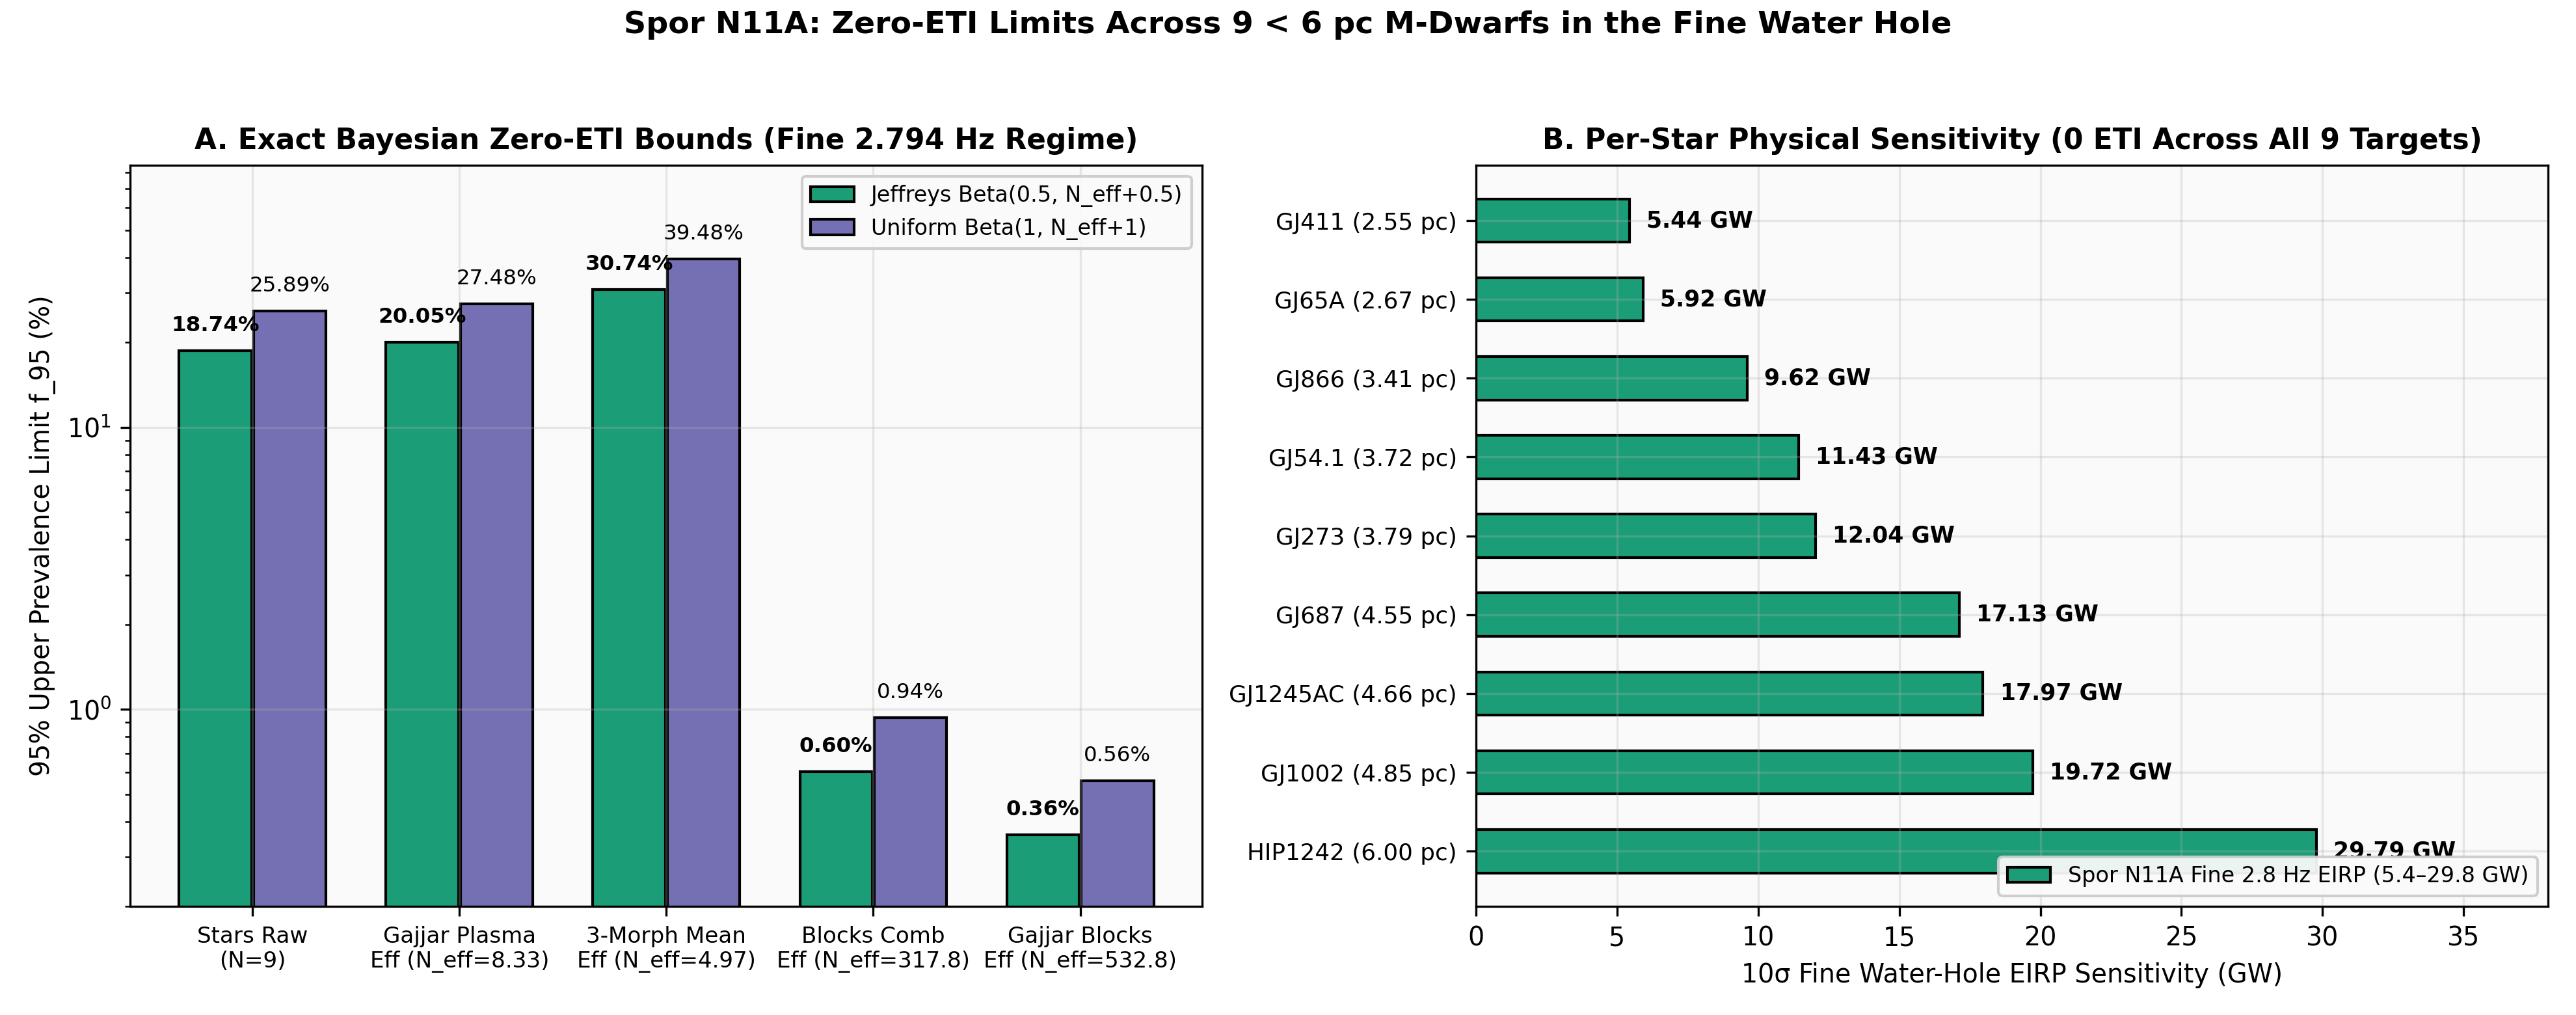 Spor N11A: Zero-ETI Limits Across 9 < 6 pc M-Dwarfs in the Fine Water Hole
A. Exact Bayesian Zero-ETI Bounds (Fine 2.794 Hz Regime)
95% Upper Prevalence Limit f_95 (%)
10¹
10⁰
Jeffreys Beta(0.5, N_eff+0.5)
Uniform Beta(1, N_eff+1)
18.74%
25.89%
20.05%
27.48%
30.74%
39.48%
0.60%
0.94%
0.36%
0.56%
Stars Raw
(N=9)
Gajjar Plasma
Eff (N_eff=8.33)
3-Morph Mean
Eff (N_eff=4.97)
Blocks Comb
Eff (N_eff=317.8)
Gajjar Blocks
Eff (N_eff=532.8)
B. Per-Star Physical Sensitivity (0 ETI Across All 9 Targets)
GJ411 (2.55 pc)
5.44 GW
GJ65A (2.67 pc)
5.92 GW
GJ866 (3.41 pc)
9.62 GW
GJ54.1 (3.72 pc)
11.43 GW
GJ273 (3.79 pc)
12.04 GW
GJ687 (4.55 pc)
17.13 GW
GJ1245AC (4.66 pc)
17.97 GW
GJ1002 (4.85 pc)
19.72 GW
HIP1242 (6.00 pc)
29.79 GW
Spor N11A Fine 2.8 Hz EIRP (5.4–29.8 GW)
0 5 10 15 20 25 30 35
10σ Fine Water-Hole EIRP Sensitivity (GW)